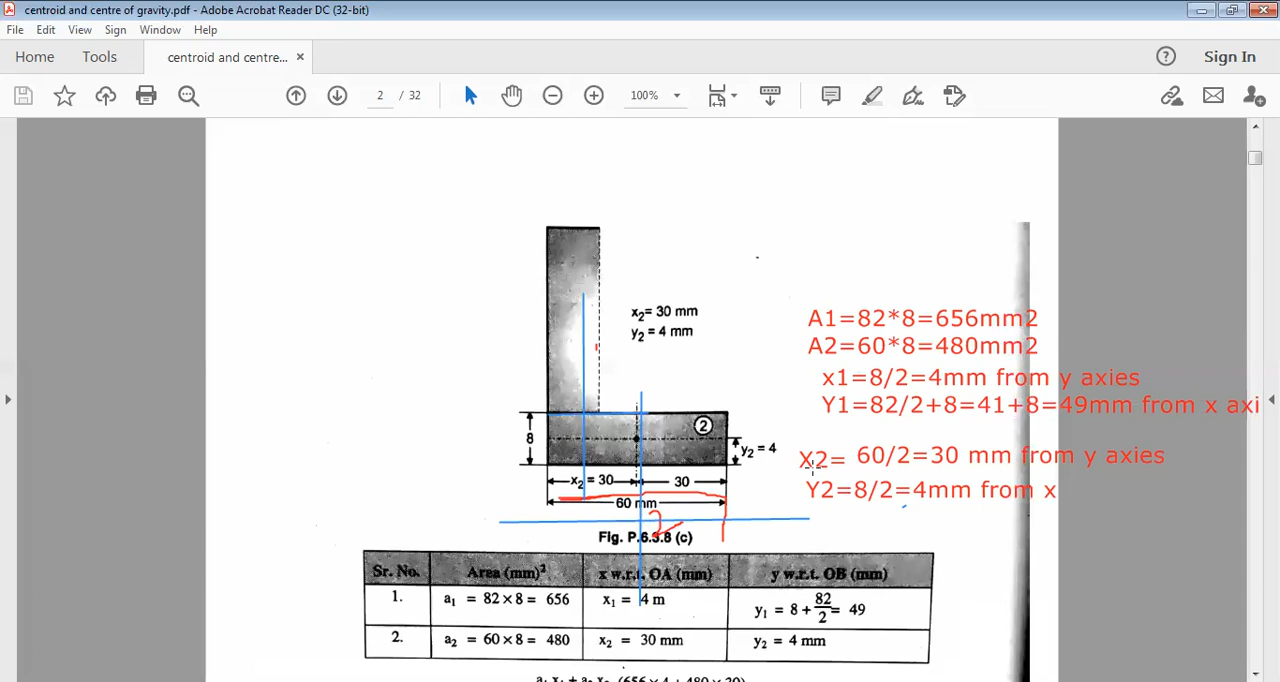 centroid and centre of gravity.pdf - Adobe Acrobat Reader DC (32-bit)
File Edit View Sign Window Help
Home Tools centroid and centre... × ? Sign In
2 / 32 100%
x2= 30 mm
y2 = 4 mm
A1=82*8=656mm2
A2=60*8=480mm2
x1=8/2=4mm from y axies
Y1=82/2+8=41+8=49mm from x axi
2
8
y2 = 4
X2= 60/2=30 mm from y axies
x2 = 30 30
Y2=8/2=4mm from x
60 mm
2
Fig. P.6.3.8 (c)
Sr. No. Area (mm)2 x w.r.t. OA (mm) y w.r.t. OB (mm)
1. a1 = 82 × 8 = 656 x1 = 4 m y1 = 8 + 82/2 = 49
2. a2 = 60 × 8 = 480 x2 = 30 mm y2 = 4 mm